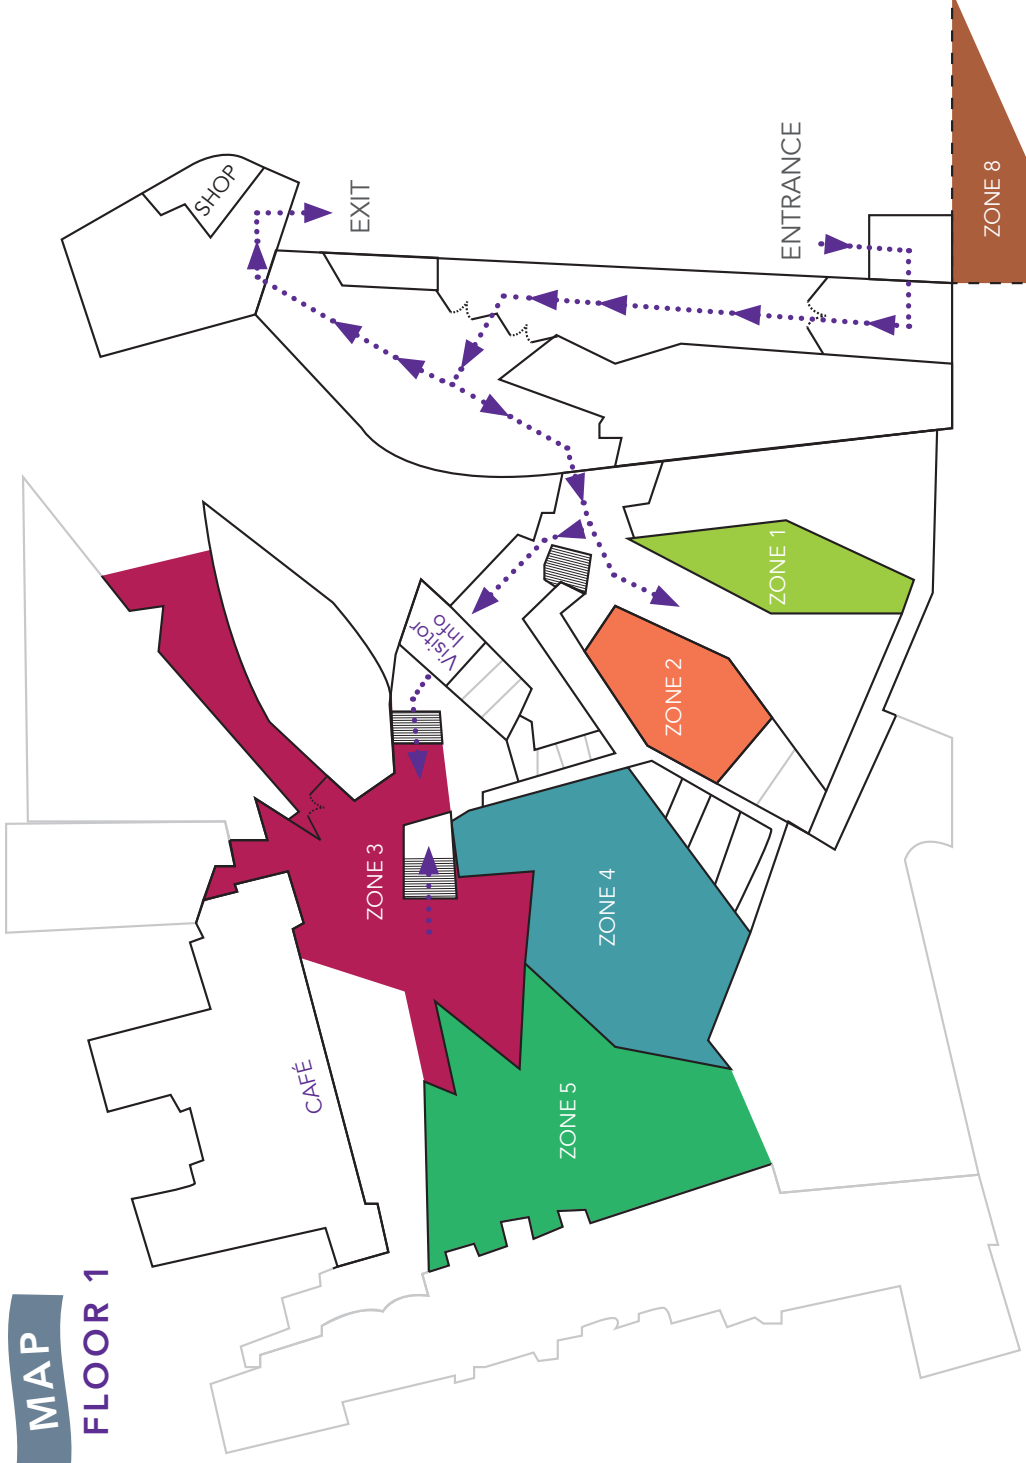 MAP
FLOOR 1
SHOP
EXIT
ENTRANCE
ZONE 8
ZONE 1
Visitor
Info
ZONE 2
ZONE 3
ZONE 4
CAFÉ
ZONE 5